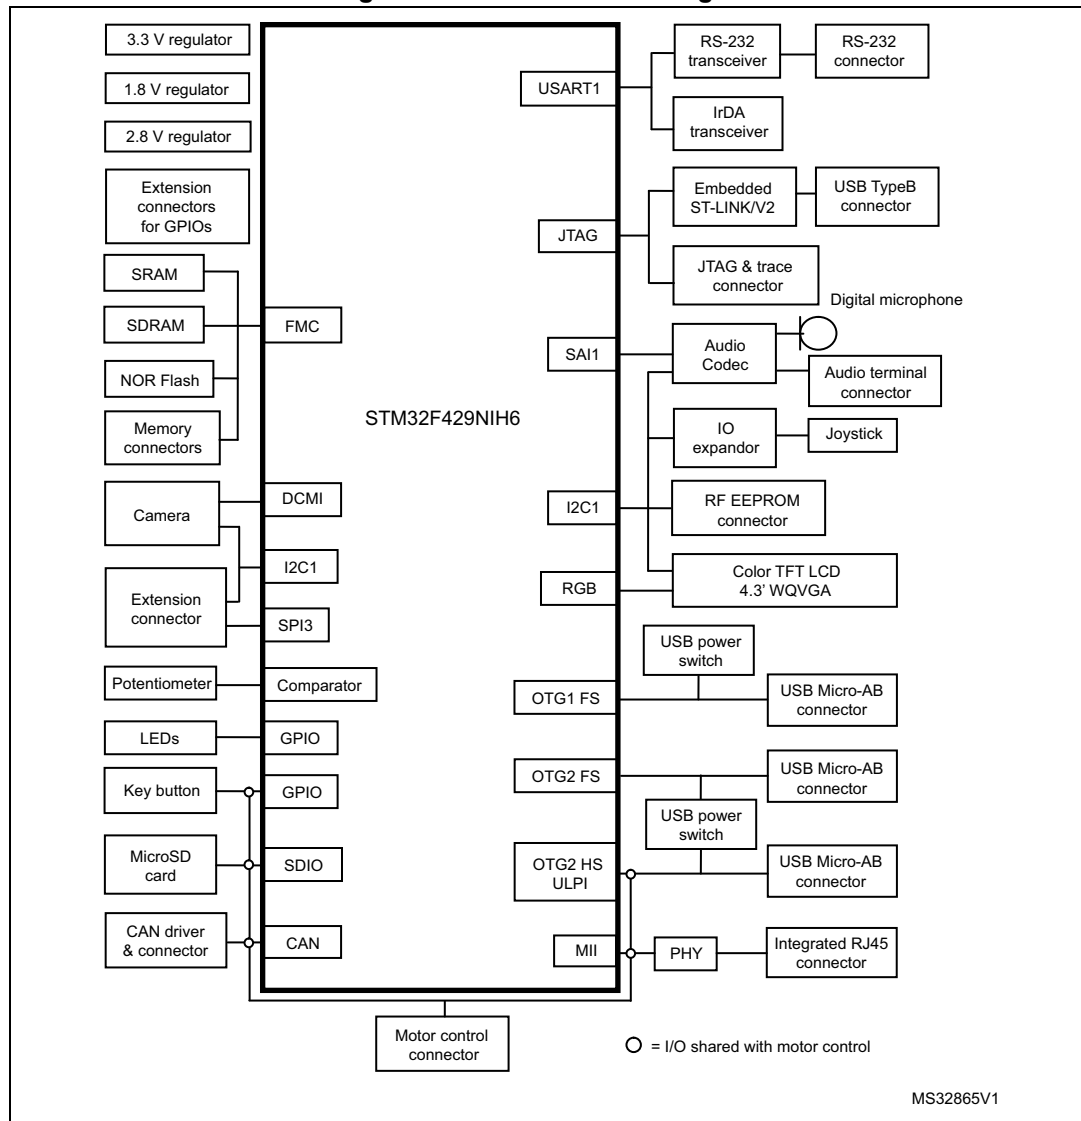 3.3 V regulator
1.8 V regulator
2.8 V regulator
Extension
connectors
for GPIOs
SRAM
SDRAM
NOR Flash
Memory
connectors
Camera
Extension
connector
Potentiometer
LEDs
Key button
MicroSD
card
CAN driver
& connector
FMC
DCMI
I2C1
SPI3
Comparator
GPIO
GPIO
SDIO
CAN
STM32F429NIH6
USART1
JTAG
SAI1
I2C1
RGB
OTG1 FS
OTG2 FS
OTG2 HS
ULPI
MII
RS-232
transceiver
RS-232
connector
IrDA
transceiver
Embedded
ST-LINK/V2
USB TypeB
connector
JTAG & trace
connector
Digital microphone
Audio
Codec
Audio terminal
connector
IO
expandor
Joystick
RF EEPROM
connector
Color TFT LCD
4.3’ WQVGA
USB power
switch
USB Micro-AB
connector
USB Micro-AB
connector
USB power
switch
USB Micro-AB
connector
PHY
Integrated RJ45
connector
Motor control
connector
= I/O shared with motor control
MS32865V1